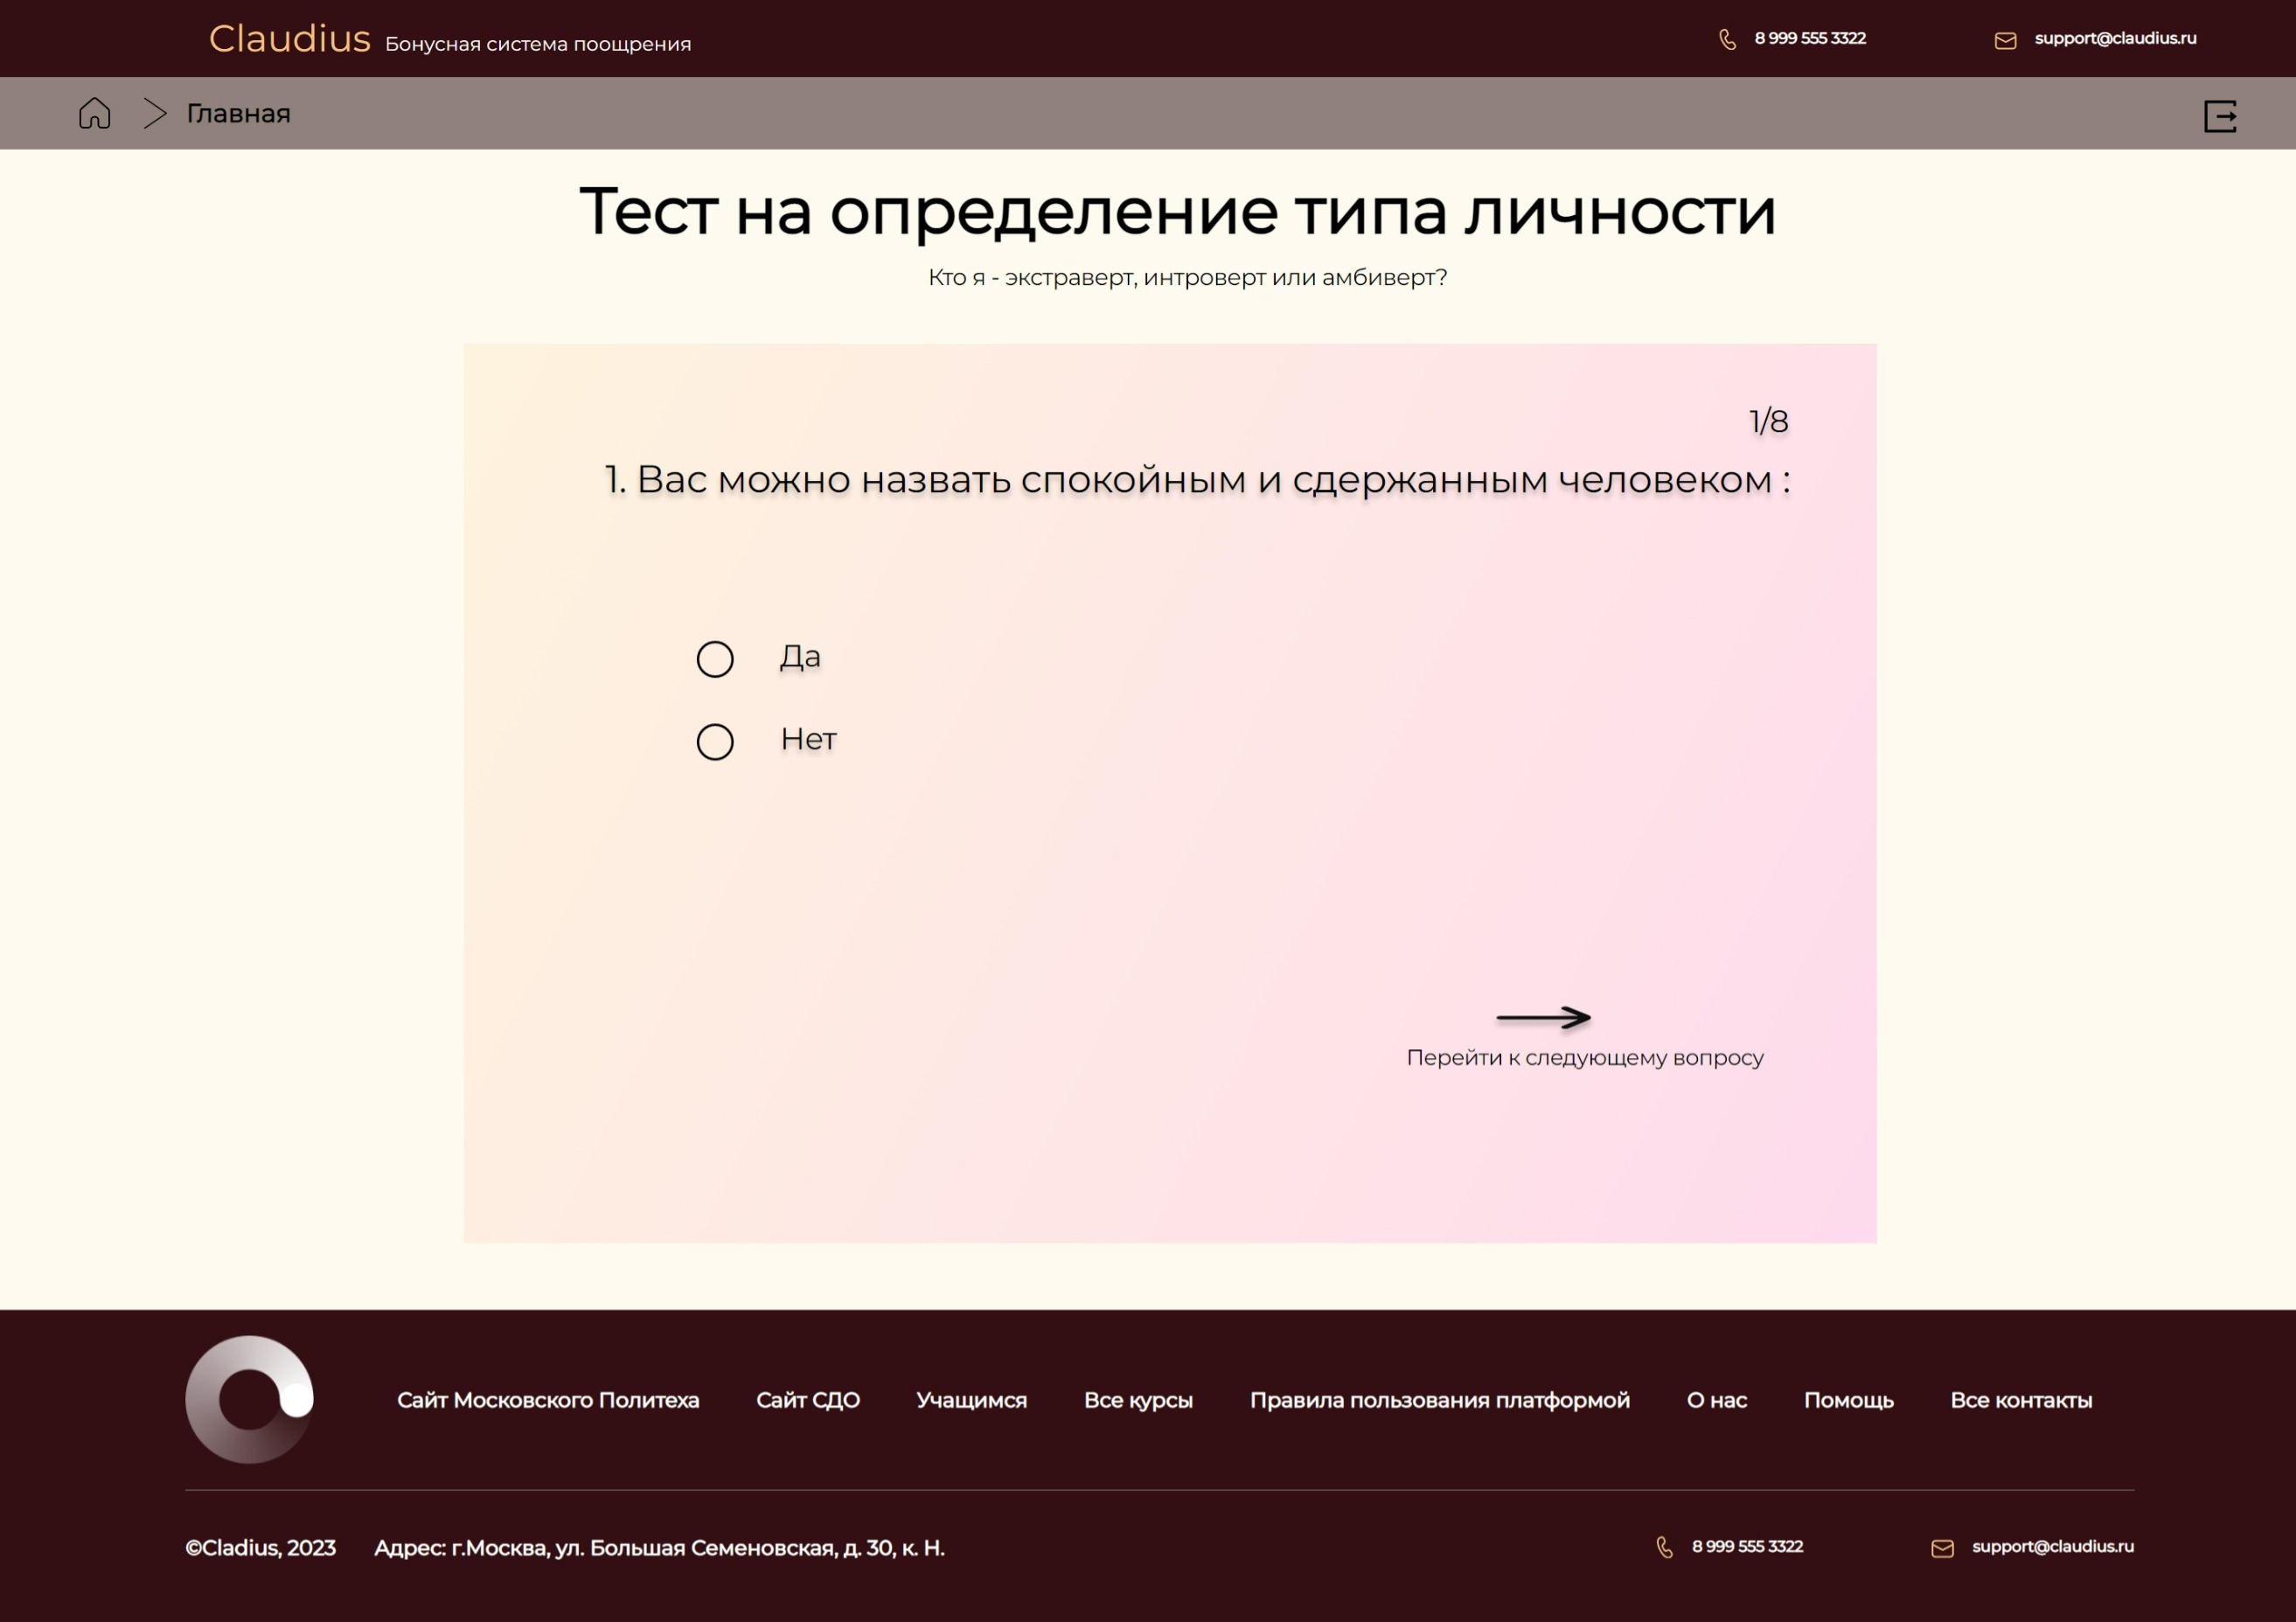 Claudius Бонусная система поощрения 8 999 555 3322 support@claudius.ru
Главная
Тест на определение типа личности
Кто я - экстраверт, интроверт или амбиверт?
1/8
1. Вас можно назвать спокойным и сдержанным человеком :
Да
Нет
Перейти к следующему вопросу
Сайт Московского Политеха Сайт СДО Учащимся Все курсы Правила пользования платформой О нас Помощь Все контакты
©Cladius, 2023 Адрес: г.Москва, ул. Большая Семеновская, д. 30, к. Н. 8 999 555 3322 support@claudius.ru